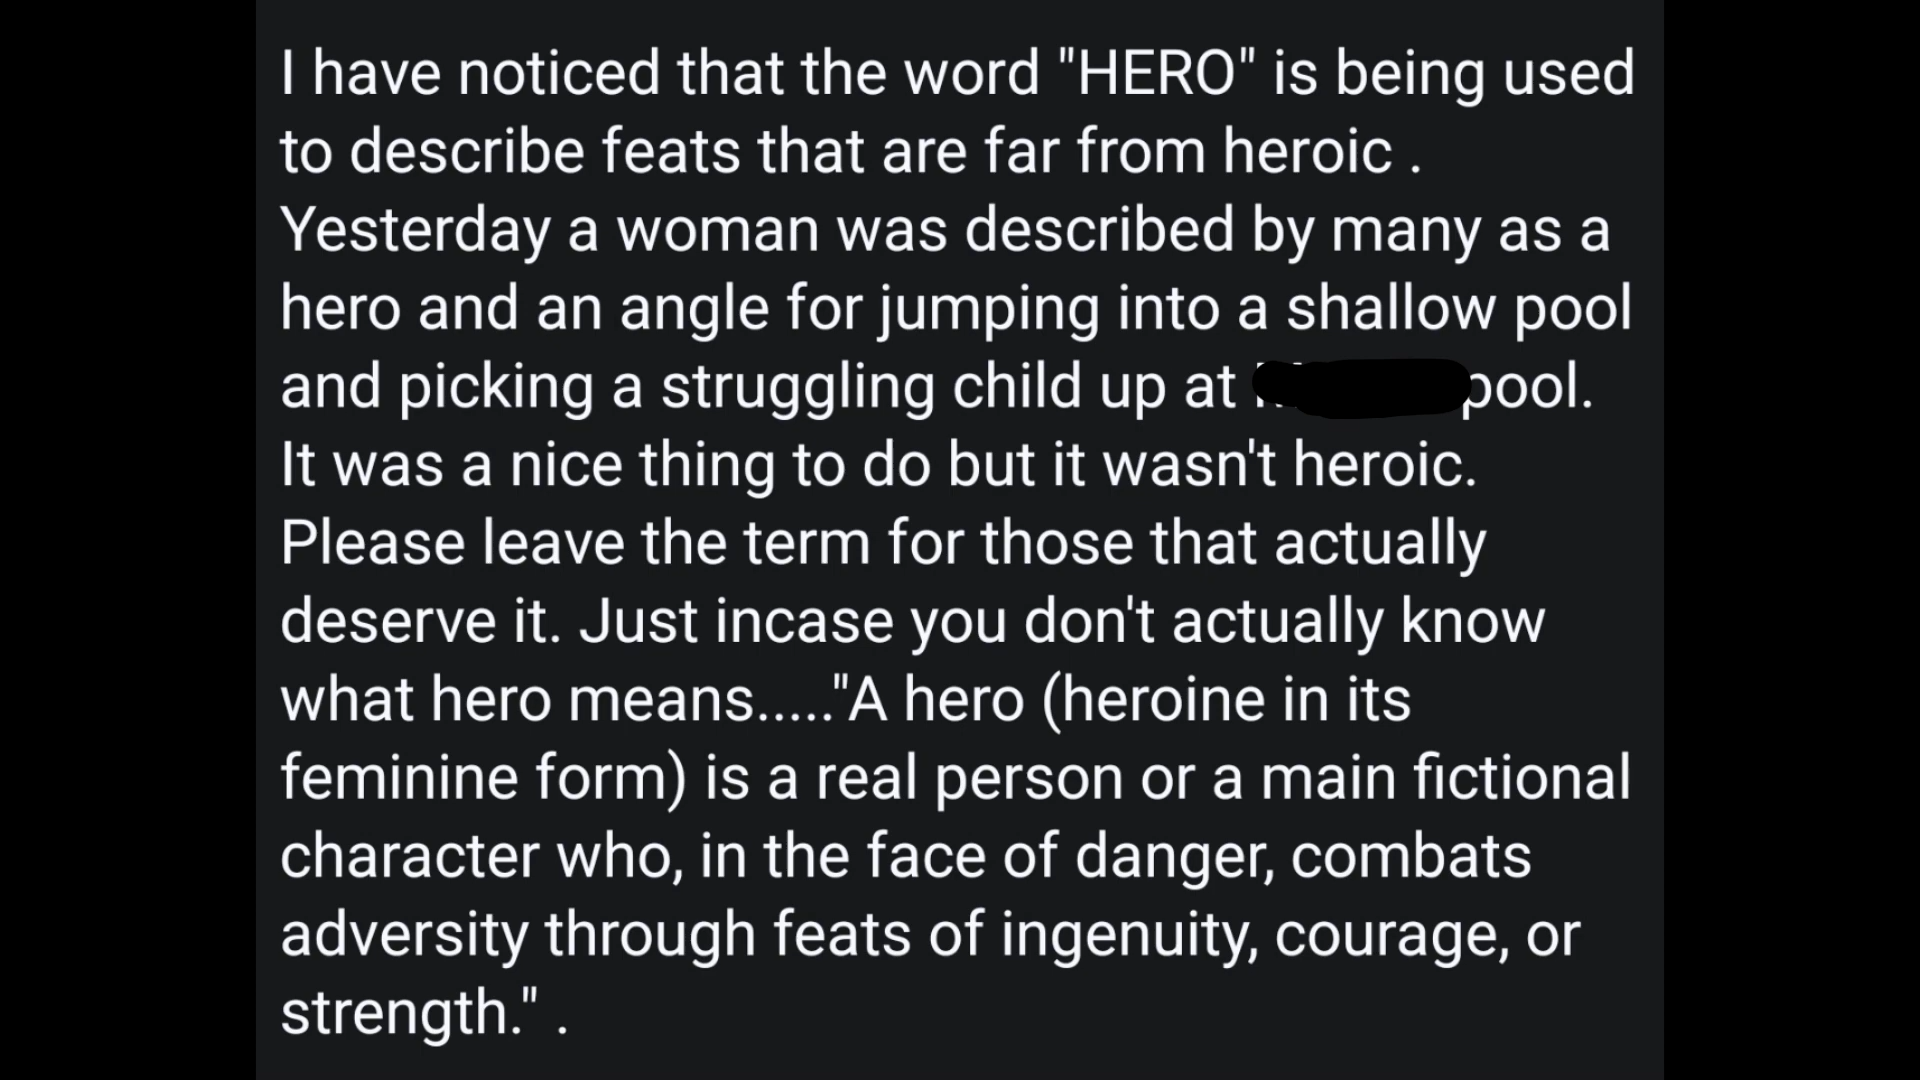 I have noticed that the word "HERO" is being used
to describe feats that are far from heroic .
Yesterday a woman was described by many as a
hero and an angle for jumping into a shallow pool
and picking a struggling child up at pool.
It was a nice thing to do but it wasn't heroic.
Please leave the term for those that actually
deserve it. Just incase you don't actually know
what hero means....."A hero (heroine in its
feminine form) is a real person or a main fictional
character who, in the face of danger, combats
adversity through feats of ingenuity, courage, or
strength." .